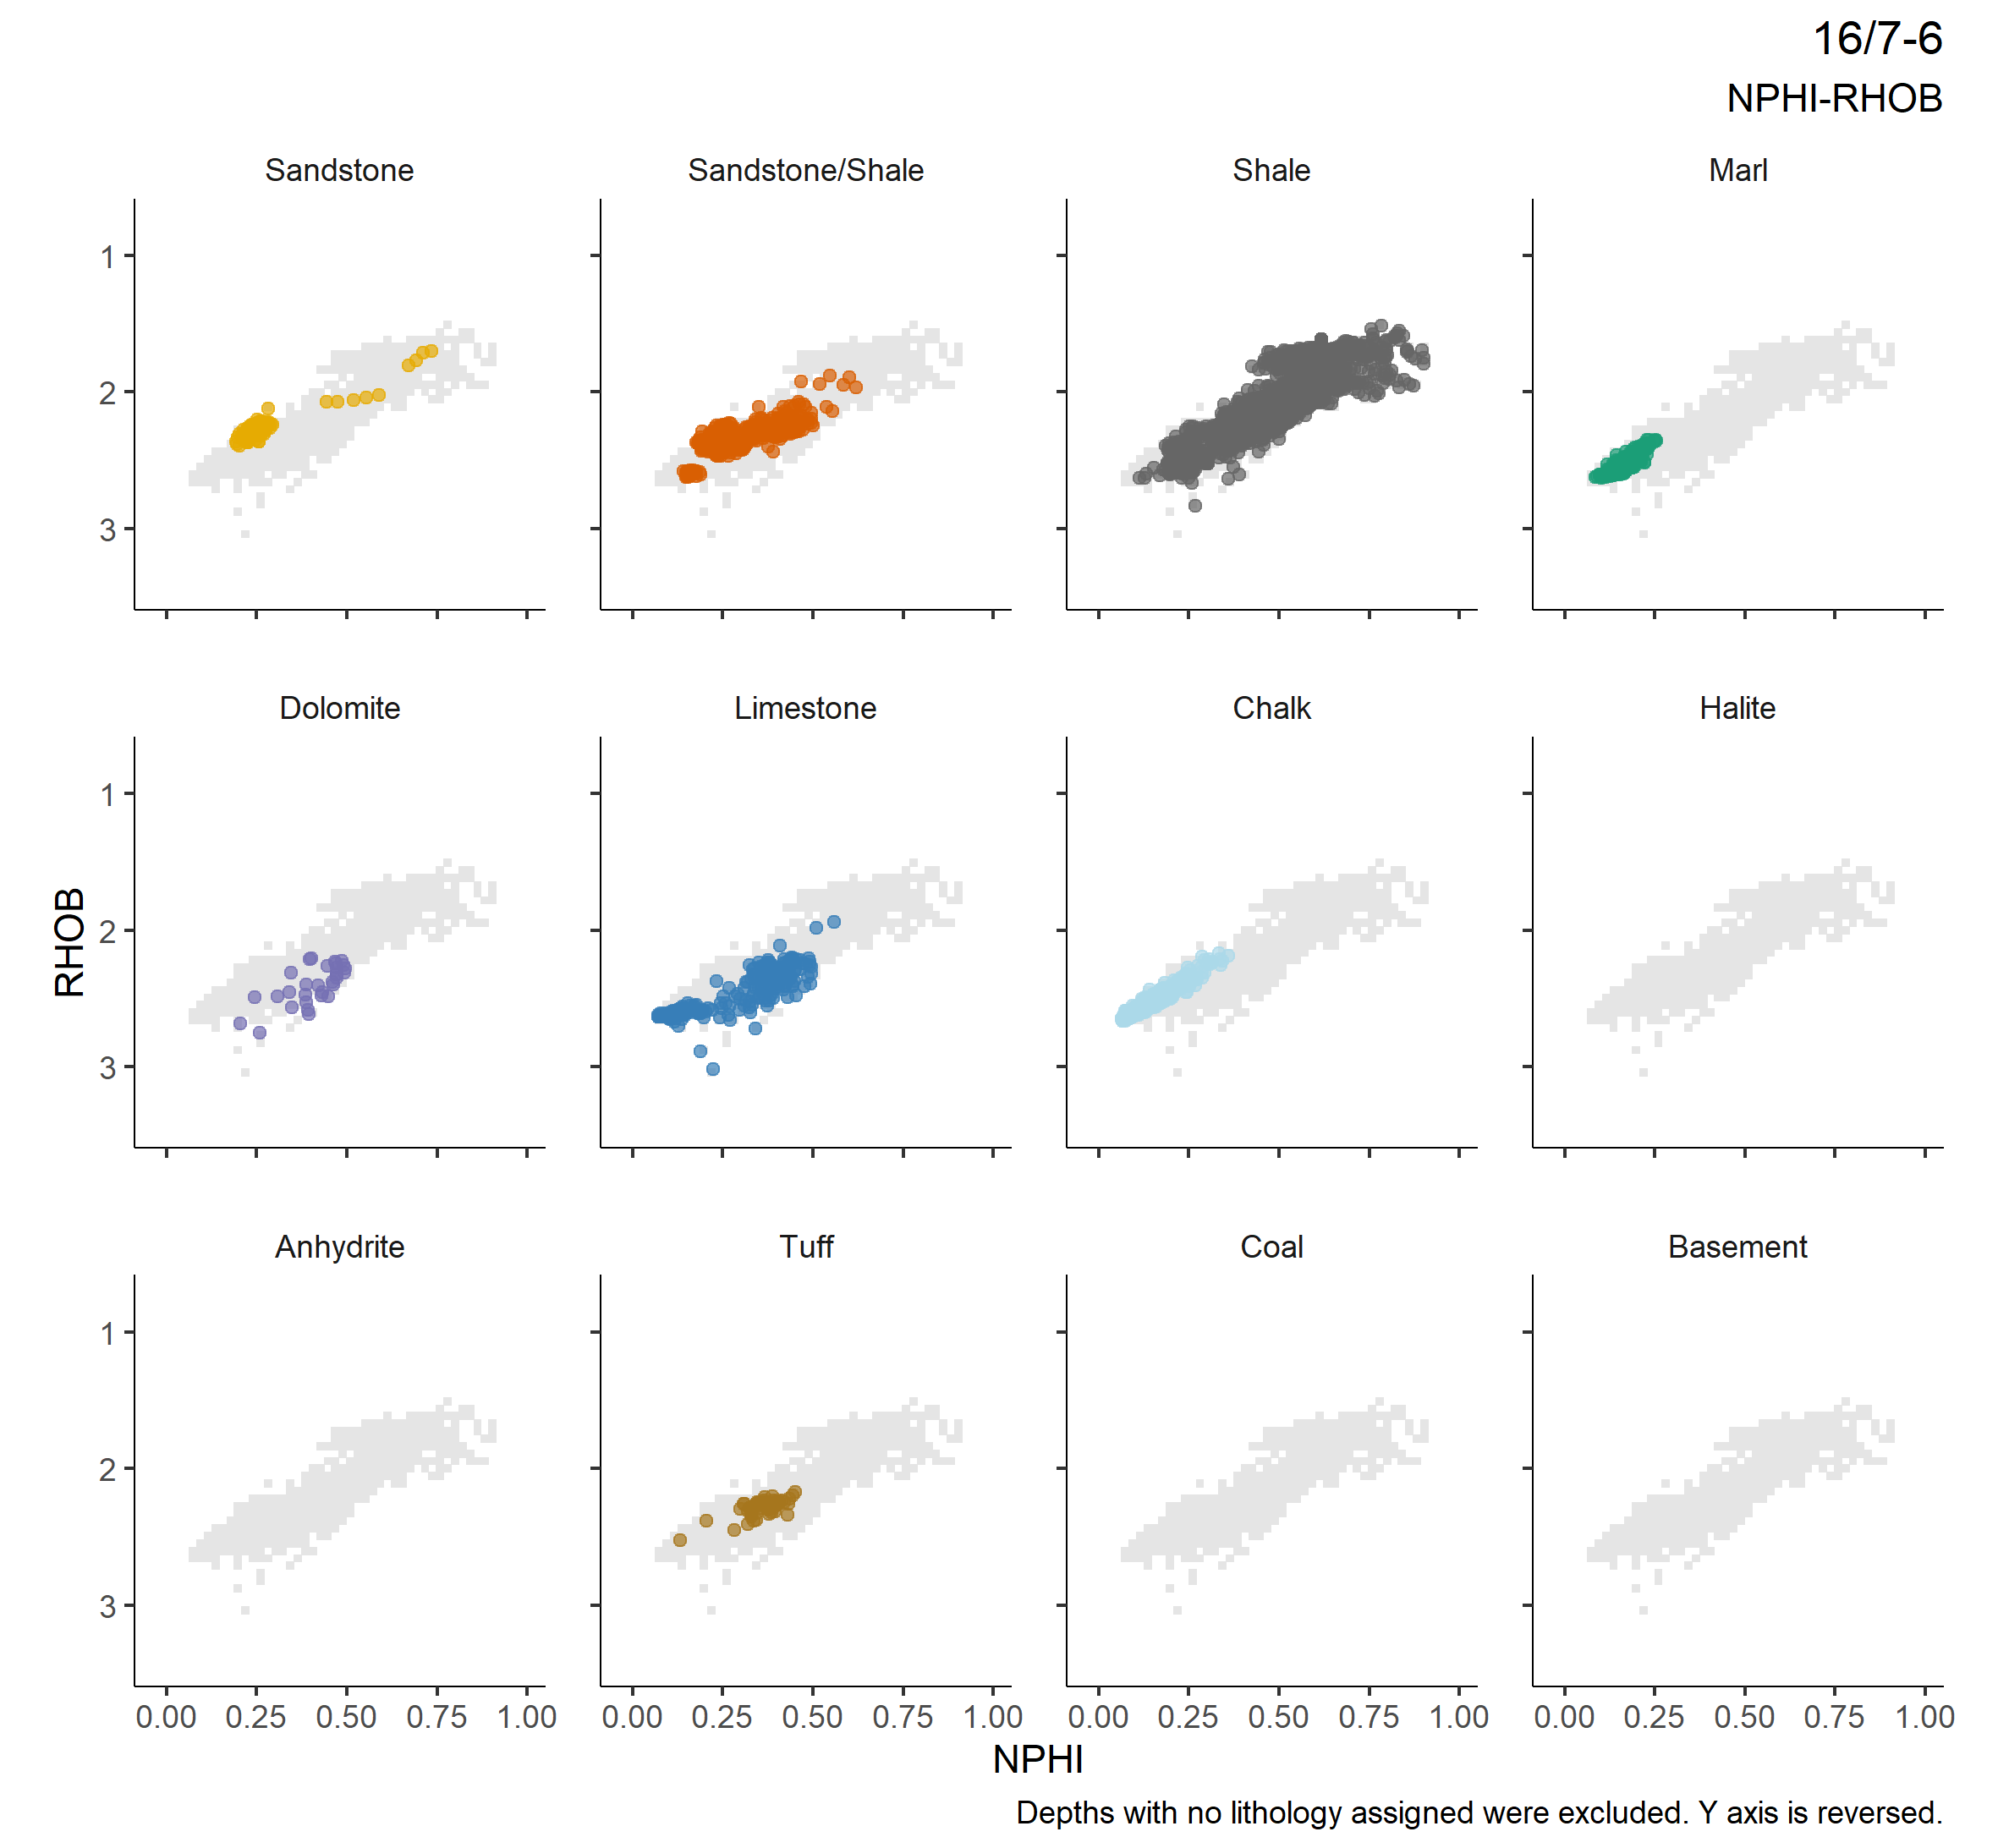 16/7-6
NPHI-RHOB
Sandstone
Sandstone/Shale
Shale
Marl
1
2
3
Dolomite
Limestone
Chalk
Halite
RHOB
1
2
3
Anhydrite
Tuff
Coal
Basement
1
2
3
0.00 0.25 0.50 0.75 1.00
0.00 0.25 0.50 0.75 1.00
0.00 0.25 0.50 0.75 1.00
0.00 0.25 0.50 0.75 1.00
NPHI
Depths with no lithology assigned were excluded. Y axis is reversed.